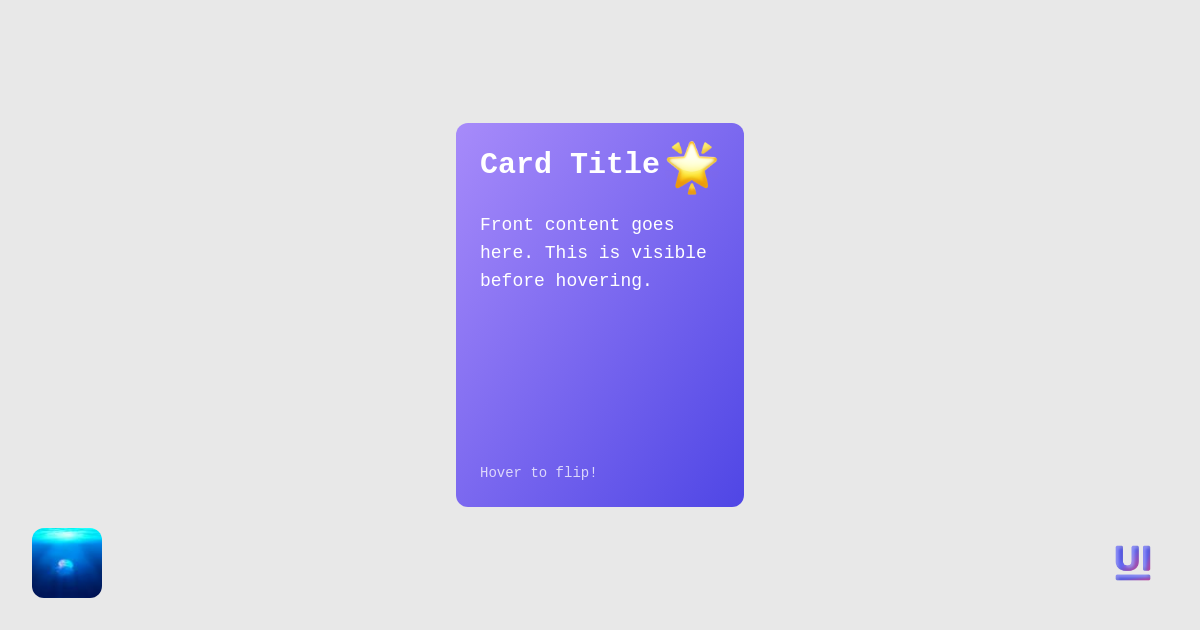 Card Title
Front content goes
here. This is visible
before hovering.
Hover to flip!
UI